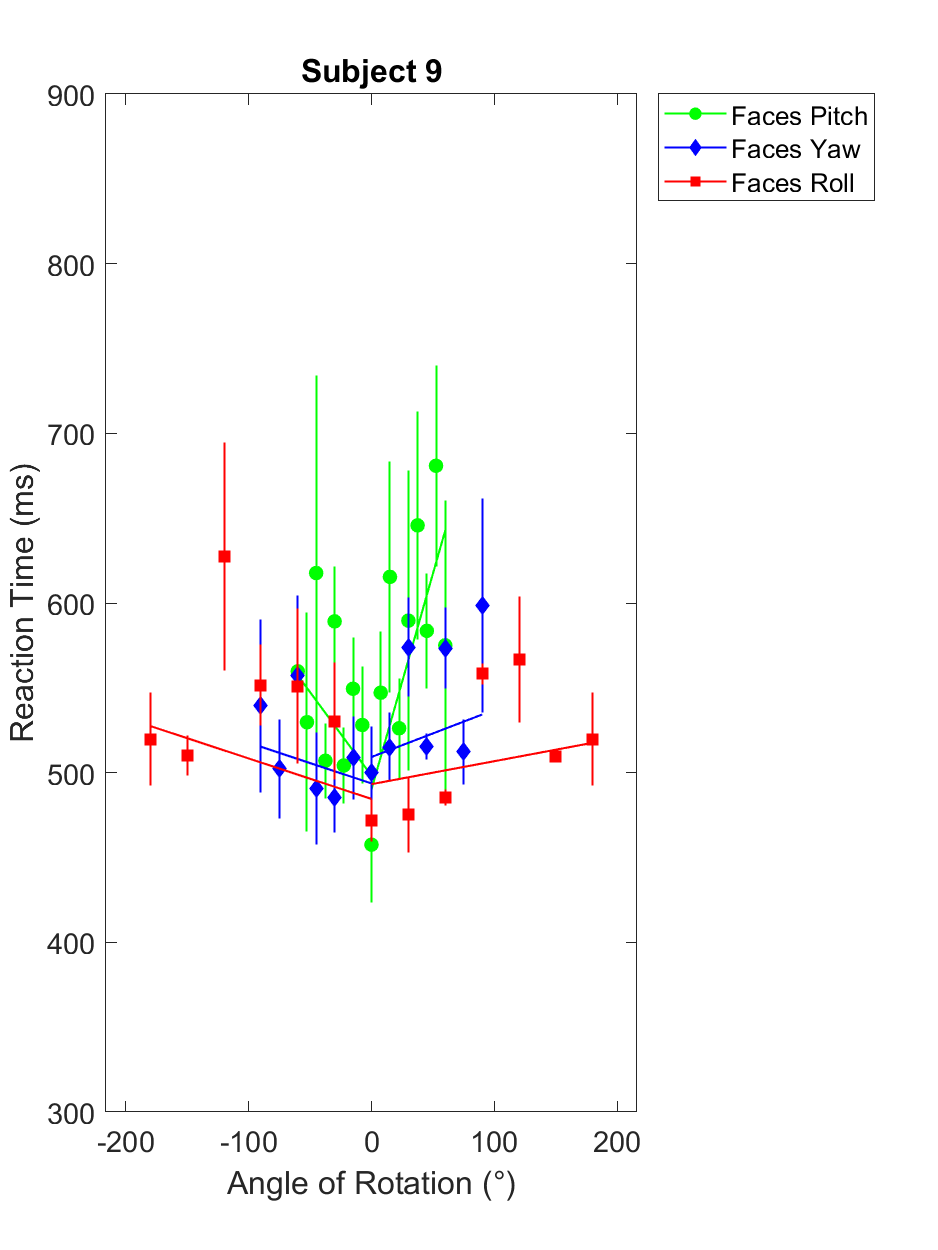 Subject 9
900
800
700
600
500
400
300
-200
-100
0
100
200
Reaction Time (ms)
Angle of Rotation (°)
Faces Pitch
Faces Yaw
Faces Roll